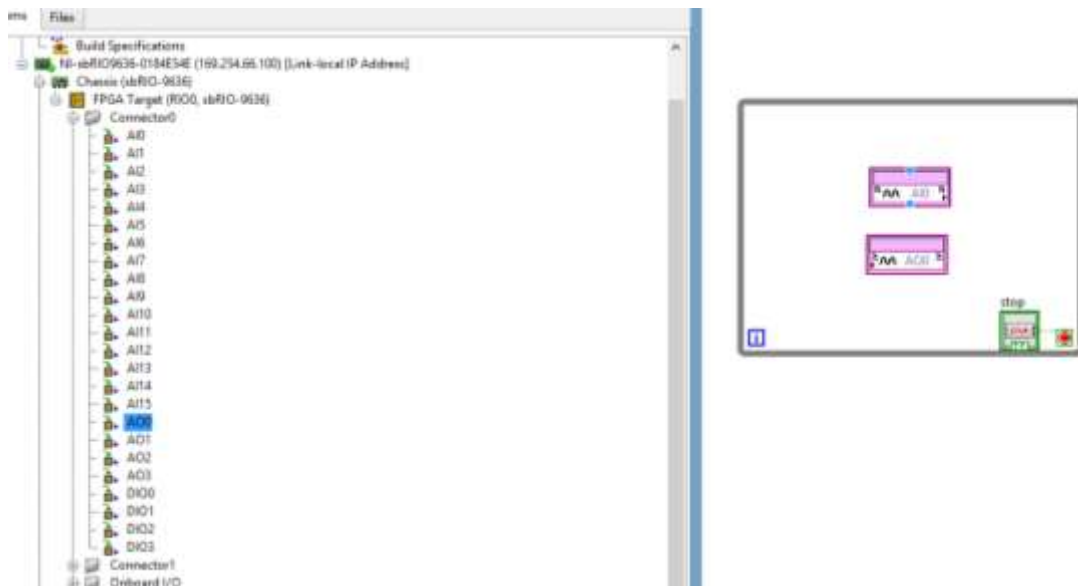 Files
Build Specifications
NI-sbRIO9636-0184E54E (169.254.66.100) [Link-local IP Address]
Chassis (sbRIO-9636)
FPGA Target (RIO0, sbRIO-9636)
Connector0
AI0
AI1
AI2
AI3
AI4
AI5
AI6
AI7
AI8
AI9
AI10
AI11
AI12
AI13
AI14
AI15
AO0
AO1
AO2
AO3
DIO0
DIO1
DIO2
DIO3
Connector1
Onboard I/O
AI0
AO0
stop
i